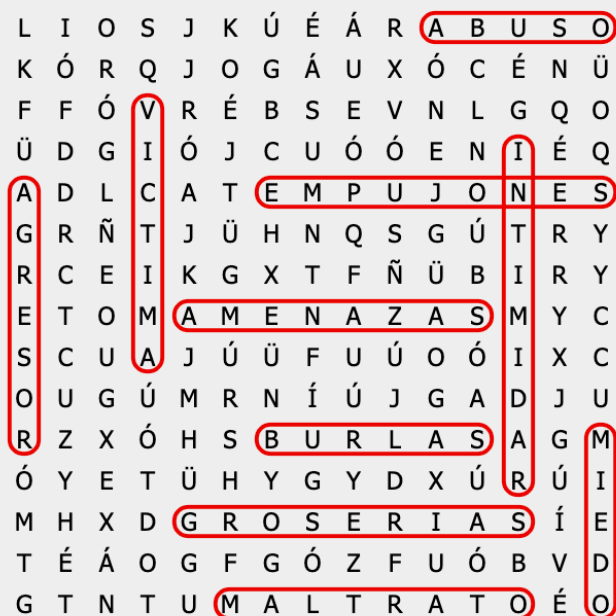 L I O S J K Ú É Á R A B U S O
K Ó R Q J O G Á U X Ó C É N Ü
F F Ó V R É B S E V N L G Q O
Ü D G I Ó J C U Ó Ó E N I É Q
A D L C A T E M P U J O N E S
G R Ñ T J Ü H N Q S G Ú T R Y
R C E I K G X T F Ñ Ü B I R Y
E T O M A M E N A Z A S M Y C
S C U A J Ú Ü F U Ú O Ó I X C
O U G Ú M R N Í Ú J G A D J U
R Z X Ó H S B U R L A S A G M
Ó Y E T Ü H Y G Y D X Ú R Ú I
M H X D G R O S E R I A S Í E
T É Á O G F G Ó Z F U Ó B V D
G T N T U M A L T R A T O É O